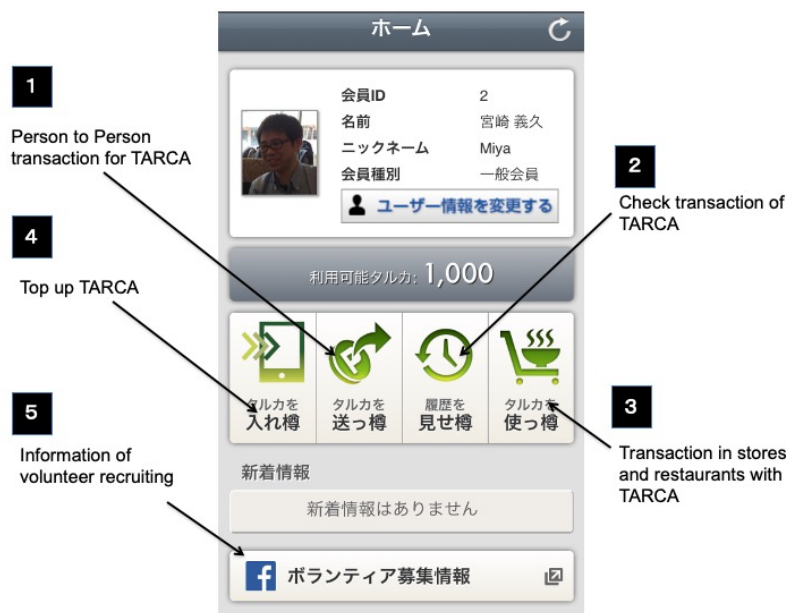 ホーム
1
Person to Person
transaction for TARCA
会員ID 2
名前 宮崎 義久
ニックネーム Miya
会員種別 一般会員
ユーザー情報を変更する
2
Check transaction of
TARCA
4
Top up TARCA
利用可能タルカ: 1,000
タルカを
入れ樽
タルカを
送っ樽
履歴を
見せ樽
タルカを
使っ樽
3
Transaction in stores
and restaurants with
TARCA
5
Information of
volunteer recruiting
新着情報
新着情報はありません
ボランティア募集情報